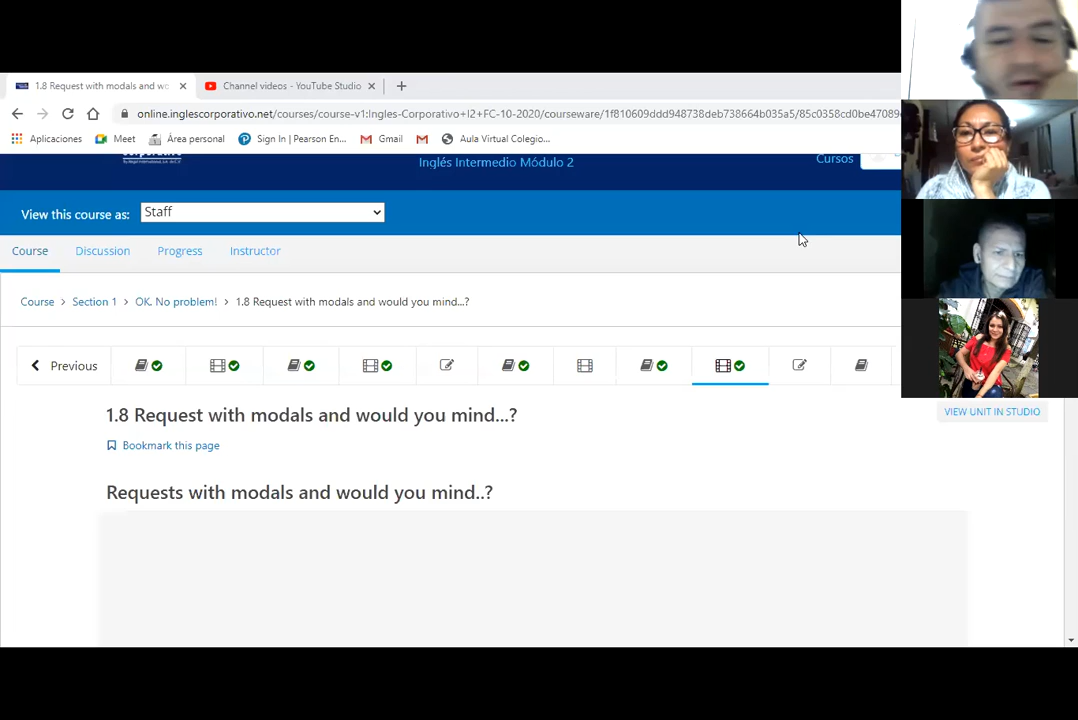 1.8 Request with modals and wo
Channel videos - YouTube Studio
online.inglescorporativo.net/courses/course-v1:Ingles-Corporativo+I2+FC-10-2020/courseware/1f810609ddd948738deb738664b035a5/85c0358cd0be47089
Aplicaciones
Meet
Área personal
Sign In | Pearson En...
Gmail
Aula Virtual Colegio...
Inglés Intermedio Módulo 2
Cursos
View this course as:
Staff
Course
Discussion
Progress
Instructor
Course > Section 1 > OK. No problem! > 1.8 Request with modals and would you mind...?
Previous
1.8 Request with modals and would you mind...?
VIEW UNIT IN STUDIO
Bookmark this page
Requests with modals and would you mind..?